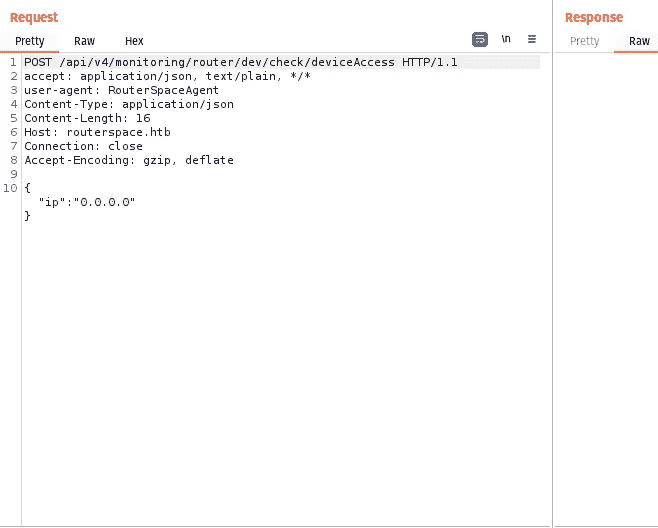 Request
Response
Pretty Raw Hex \n
Pretty Raw
1 POST /api/v4/monitoring/router/dev/check/deviceAccess HTTP/1.1
2 accept: application/json, text/plain, */*
3 user-agent: RouterSpaceAgent
4 Content-Type: application/json
5 Content-Length: 16
6 Host: routerspace.htb
7 Connection: close
8 Accept-Encoding: gzip, deflate
9
10 {
"ip":"0.0.0.0"
}